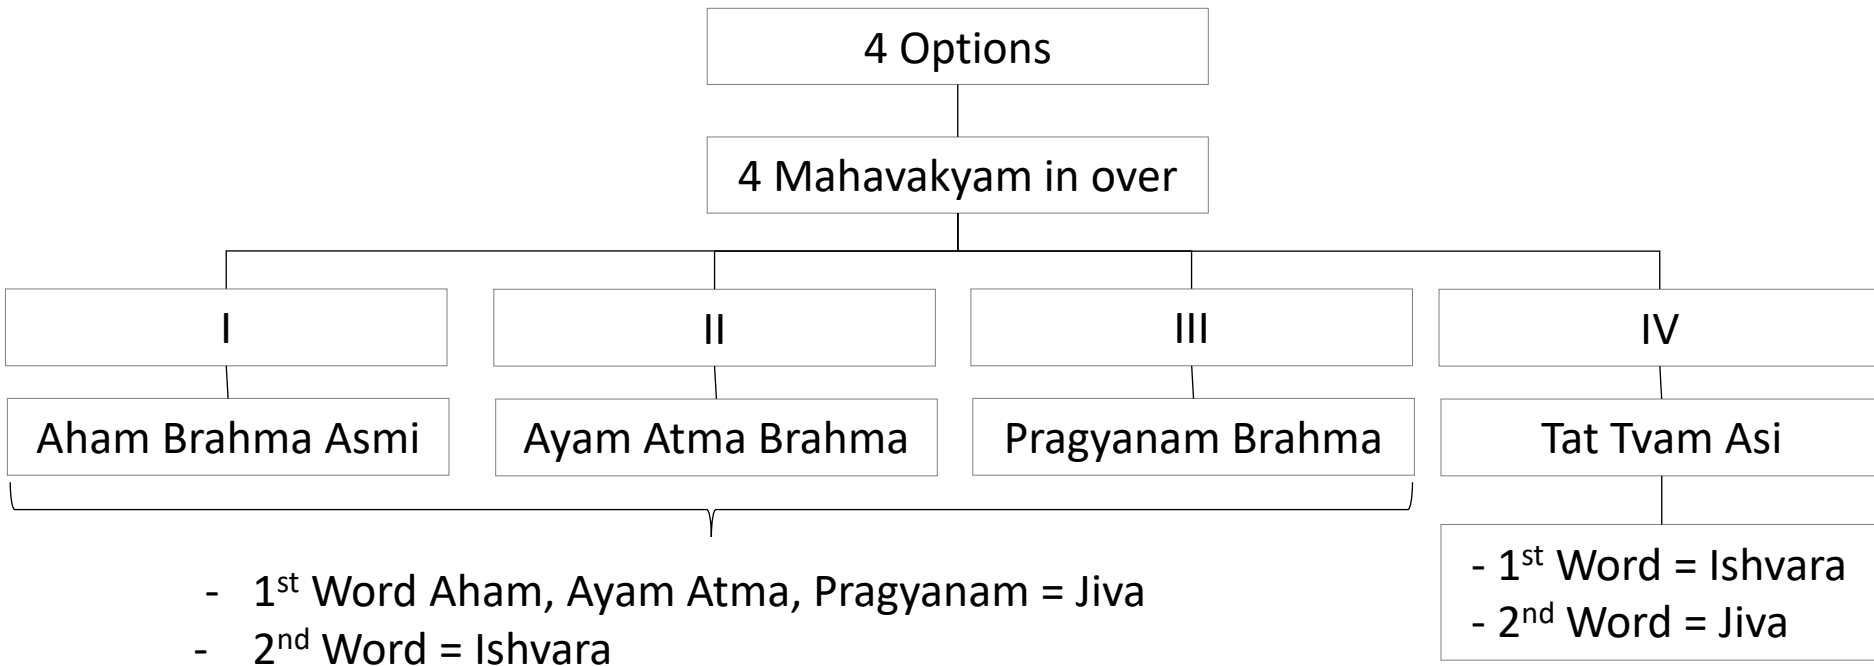 4 Options
4 Mahavakyam in over
I
II
III
IV
Aham Brahma Asmi
Ayam Atma Brahma
Pragyanam Brahma
Tat Tvam Asi
- 1st Word Aham, Ayam Atma, Pragyanam = Jiva
- 2nd Word = Ishvara
- 1st Word = Ishvara
- 2nd Word = Jiva